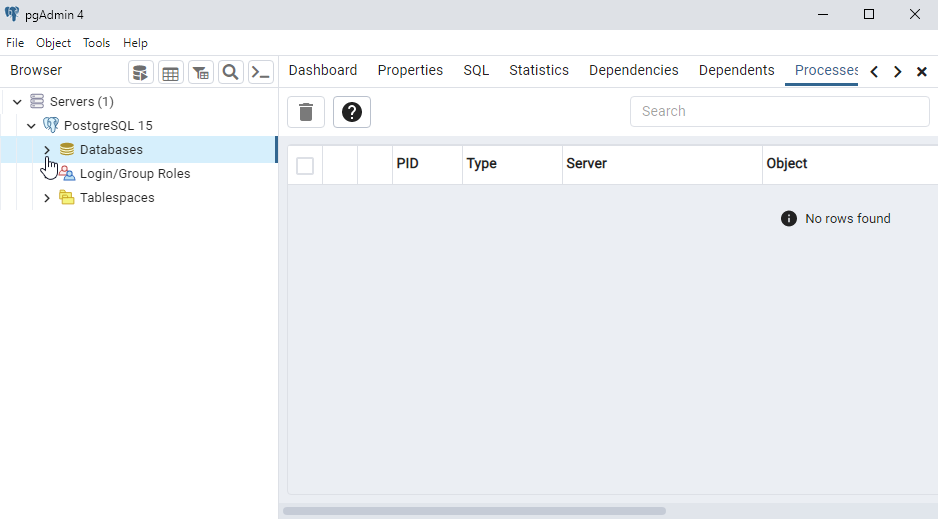 pgAdmin 4
File Object Tools Help
Browser
Dashboard Properties SQL Statistics Dependencies Dependents Processes
Servers (1)
PostgreSQL 15
Databases
Login/Group Roles
Tablespaces
Search
PID Type Server Object
No rows found